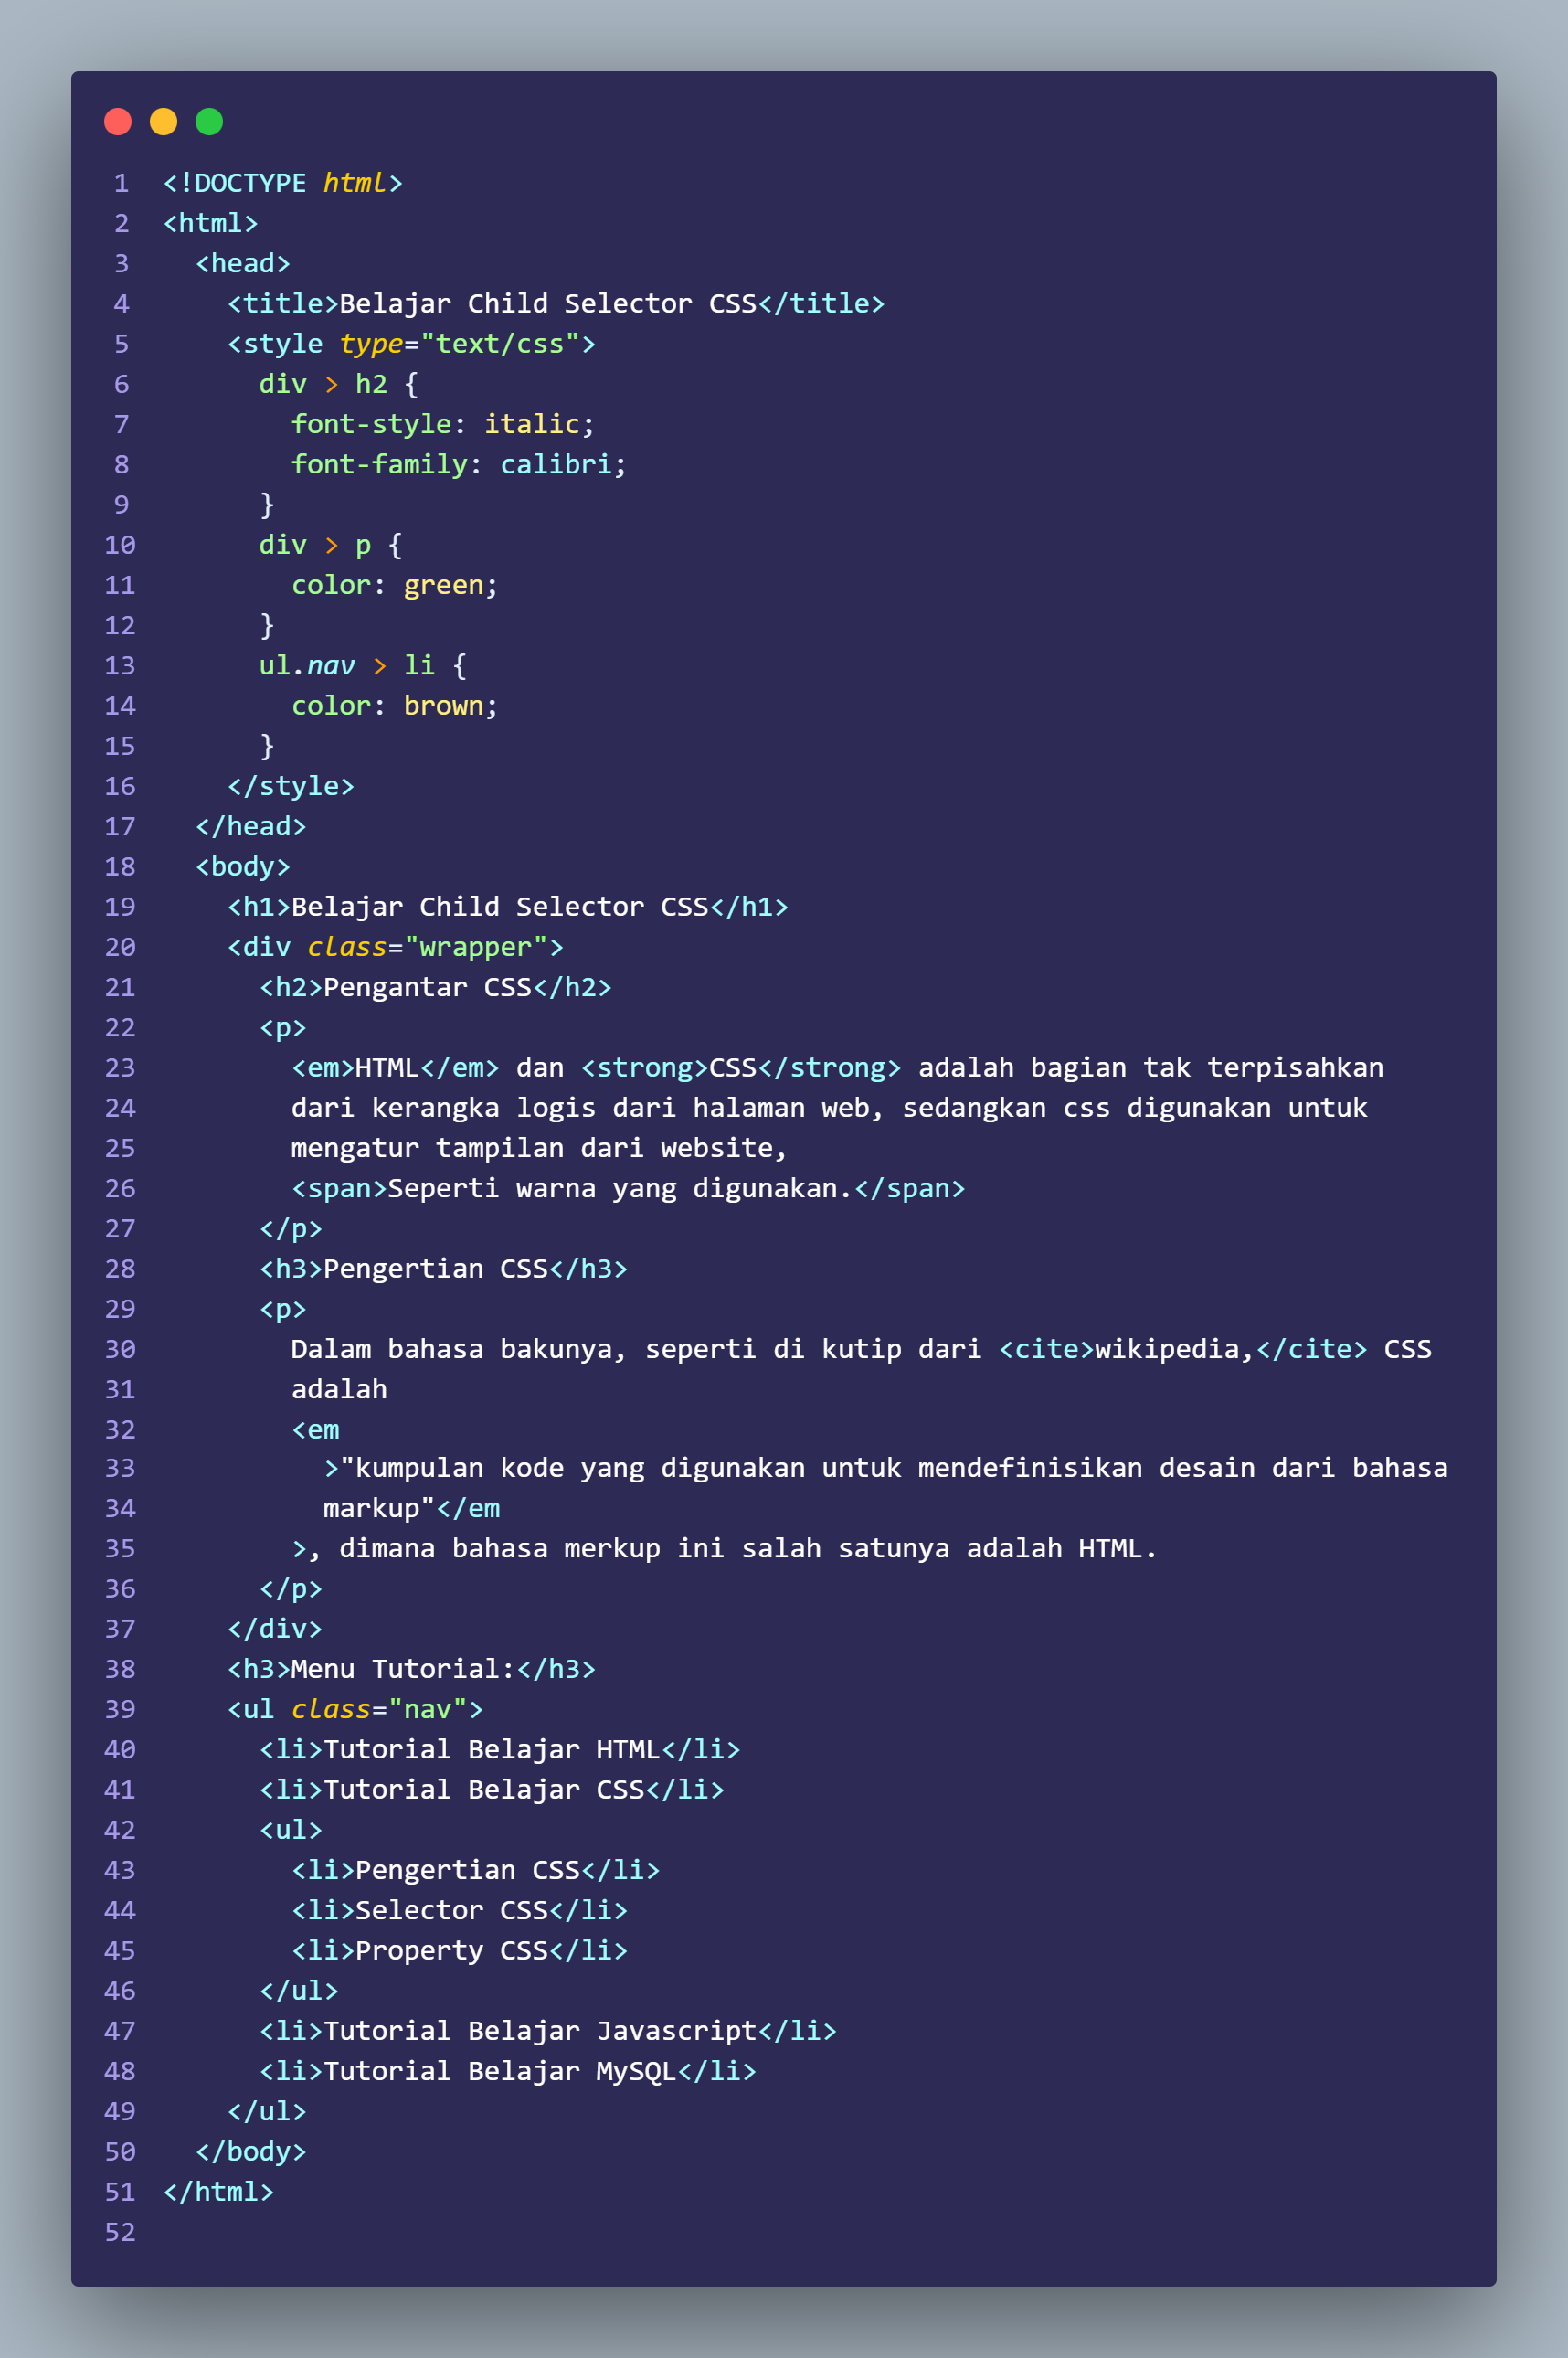 1 <!DOCTYPE html>
2 <html>
3   <head>
4     <title>Belajar Child Selector CSS</title>
5     <style type="text/css">
6       div > h2 {
7         font-style: italic;
8         font-family: calibri;
9       }
10       div > p {
11         color: green;
12       }
13       ul.nav > li {
14         color: brown;
15       }
16     </style>
17   </head>
18   <body>
19     <h1>Belajar Child Selector CSS</h1>
20     <div class="wrapper">
21       <h2>Pengantar CSS</h2>
22       <p>
23         <em>HTML</em> dan <strong>CSS</strong> adalah bagian tak terpisahkan
24         dari kerangka logis dari halaman web, sedangkan css digunakan untuk
25         mengatur tampilan dari website,
26         <span>Seperti warna yang digunakan.</span>
27       </p>
28       <h3>Pengertian CSS</h3>
29       <p>
30         Dalam bahasa bakunya, seperti di kutip dari <cite>wikipedia,</cite> CSS
31         adalah
32         <em
33           >"kumpulan kode yang digunakan untuk mendefinisikan desain dari bahasa
34           markup"</em
35         >, dimana bahasa merkup ini salah satunya adalah HTML.
36       </p>
37     </div>
38     <h3>Menu Tutorial:</h3>
39     <ul class="nav">
40       <li>Tutorial Belajar HTML</li>
41       <li>Tutorial Belajar CSS</li>
42       <ul>
43         <li>Pengertian CSS</li>
44         <li>Selector CSS</li>
45         <li>Property CSS</li>
46       </ul>
47       <li>Tutorial Belajar Javascript</li>
48       <li>Tutorial Belajar MySQL</li>
49     </ul>
50   </body>
51 </html>
52